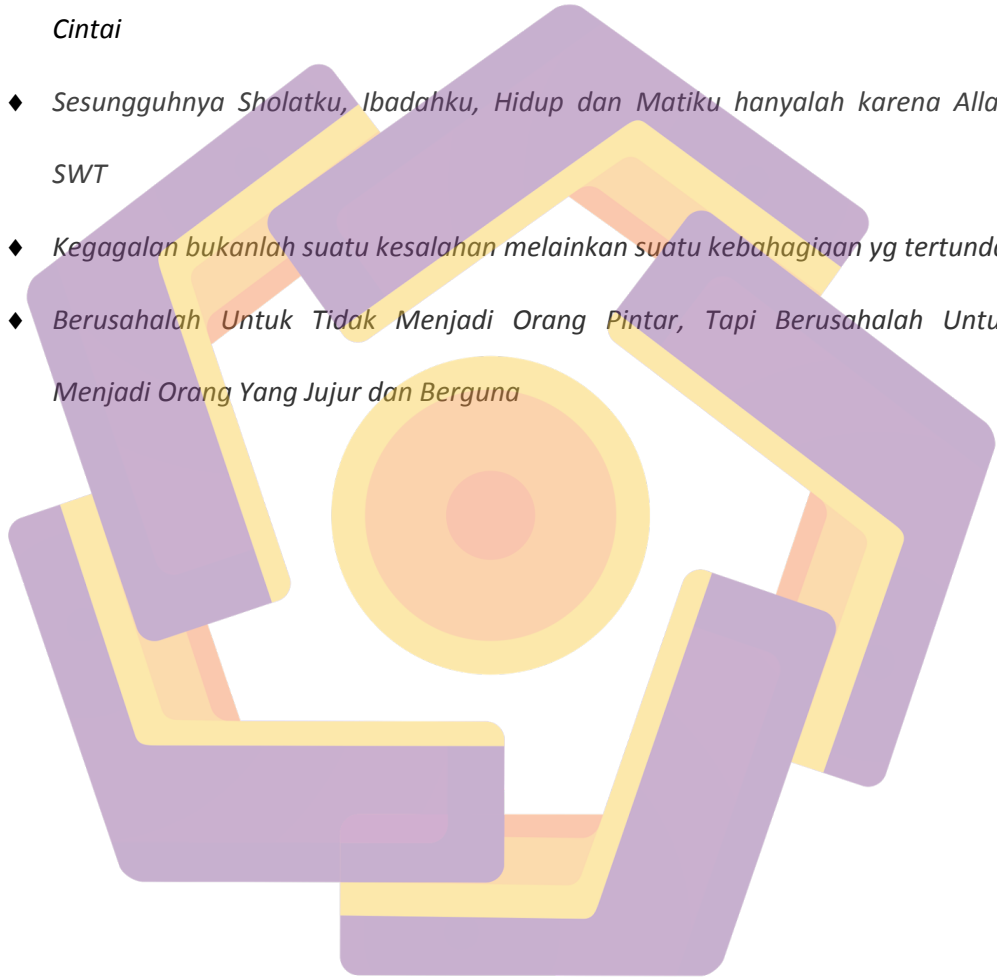 Cintai
♦ Sesungguhnya Sholatku, Ibadahku, Hidup dan Matiku hanyalah karena Alla
SWT
♦ Kegagalan bukanlah suatu kesalahan melainkan suatu kebahagiaan yg tertunda
♦ Berusahalah Untuk Tidak Menjadi Orang Pintar, Tapi Berusahalah Untu
Menjadi Orang Yang Jujur dan Berguna